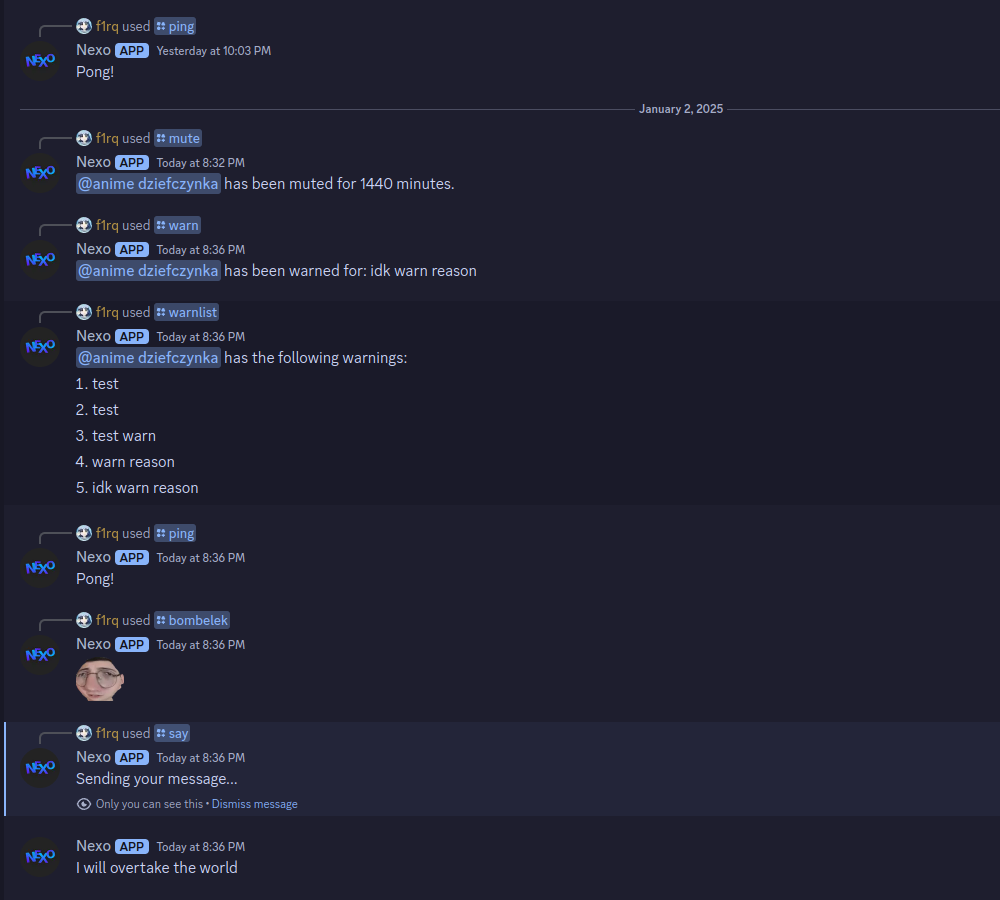 f1rq used ping
NEXO Nexo APP Yesterday at 10:03 PM
Pong!
January 2, 2025
f1rq used mute
NEXO Nexo APP Today at 8:32 PM
@anime dziefczynka has been muted for 1440 minutes.
f1rq used warn
NEXO Nexo APP Today at 8:36 PM
@anime dziefczynka has been warned for: idk warn reason
f1rq used warnlist
NEXO Nexo APP Today at 8:36 PM
@anime dziefczynka has the following warnings:
1. test
2. test
3. test warn
4. warn reason
5. idk warn reason
f1rq used ping
NEXO Nexo APP Today at 8:36 PM
Pong!
f1rq used bombelek
NEXO Nexo APP Today at 8:36 PM
f1rq used say
NEXO Nexo APP Today at 8:36 PM
Sending your message...
Only you can see this • Dismiss message
NEXO Nexo APP Today at 8:36 PM
I will overtake the world